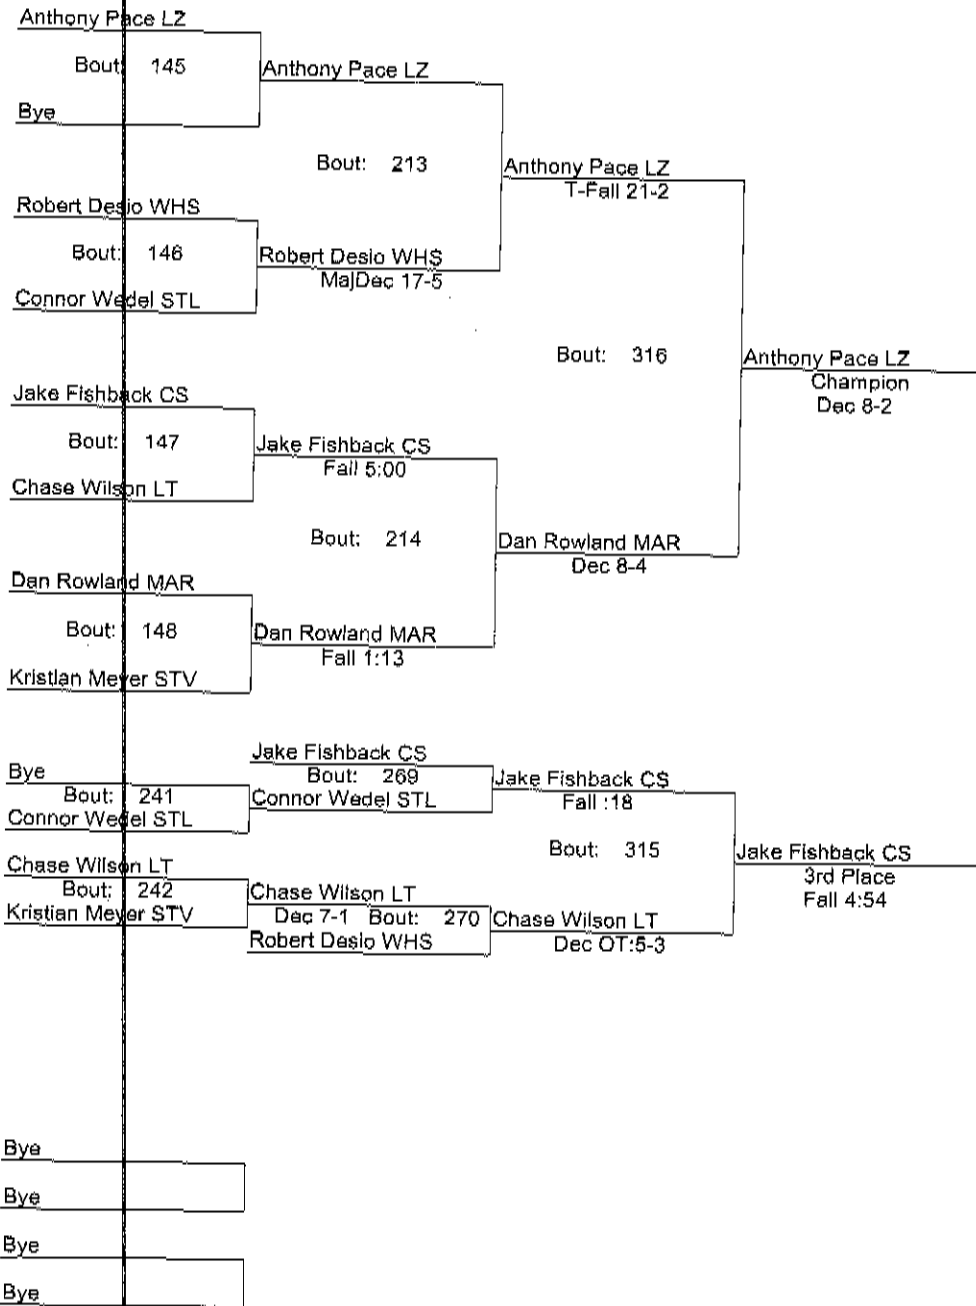 Anthony Pace LZ
Bout: 145
Anthony Pace LZ
Bye
Bout: 213
Anthony Pace LZ
T-Fall 21-2
Robert Desio WHS
Bout: 146
Robert Desio WHS
MajDec 17-5
Connor Wedel STL
Bout: 316
Anthony Pace LZ
Champion
Dec 8-2
Jake Fishback CS
Bout: 147
Jake Fishback CS
Fall 5:00
Chase Wilson LT
Bout: 214
Dan Rowland MAR
Dec 8-4
Dan Rowland MAR
Bout: 148
Dan Rowland MAR
Fall 1:13
Kristian Meyer STV
Jake Fishback CS
Bye
Bout: 269
Jake Fishback CS
Bout: 241
Connor Wedel STL
Fall :18
Connor Wedel STL
Bout: 315
Jake Fishback CS
3rd Place
Fall 4:54
Chase Wilson LT
Bout: 242
Chase Wilson LT
Kristian Meyer STV
Dec 7-1 Bout: 270
Chase Wilson LT
Robert Desio WHS
Dec OT:5-3
Bye
Bye
Bye
Bye